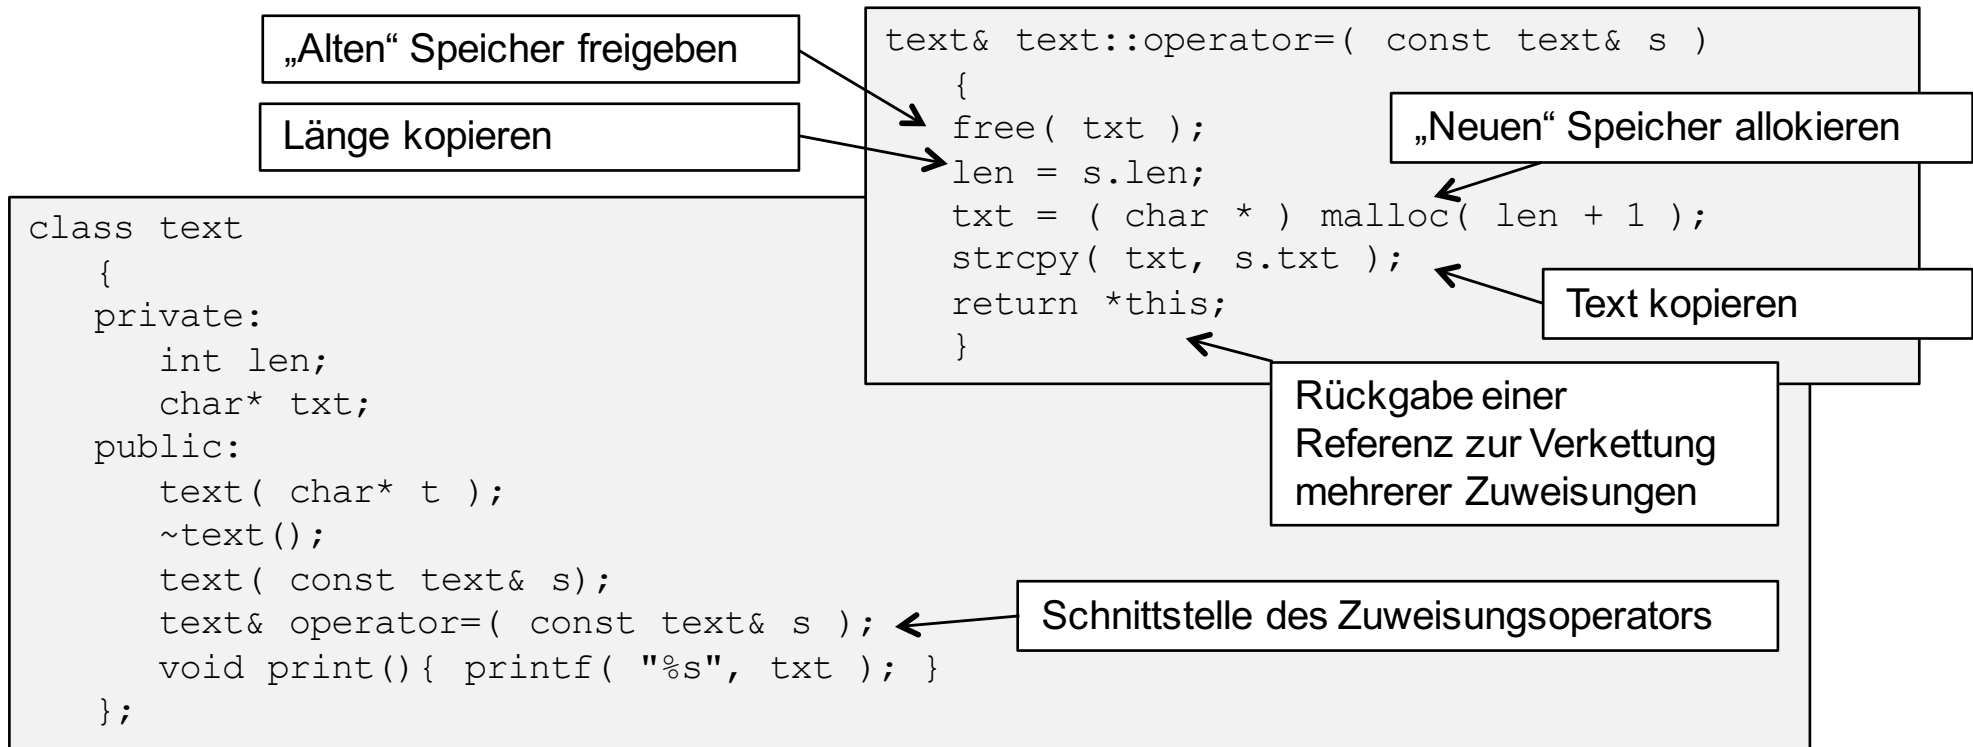 „Alten“ Speicher freigeben
Länge kopieren
text& text::operator=( const text& s )
{
free( txt );
len = s.len;
txt = ( char * ) malloc( len + 1 );
strcpy( txt, s.txt );
return *this;
}
„Neuen“ Speicher allokieren
Text kopieren
Rückgabe einer
Referenz zur Verkettung
mehrerer Zuweisungen
class text
{
private:
int len;
char* txt;
public:
text( char* t );
~text();
text( const text& s);
text& operator=( const text& s );
void print(){ printf( "%s", txt ); }
};
Schnittstelle des Zuweisungsoperators